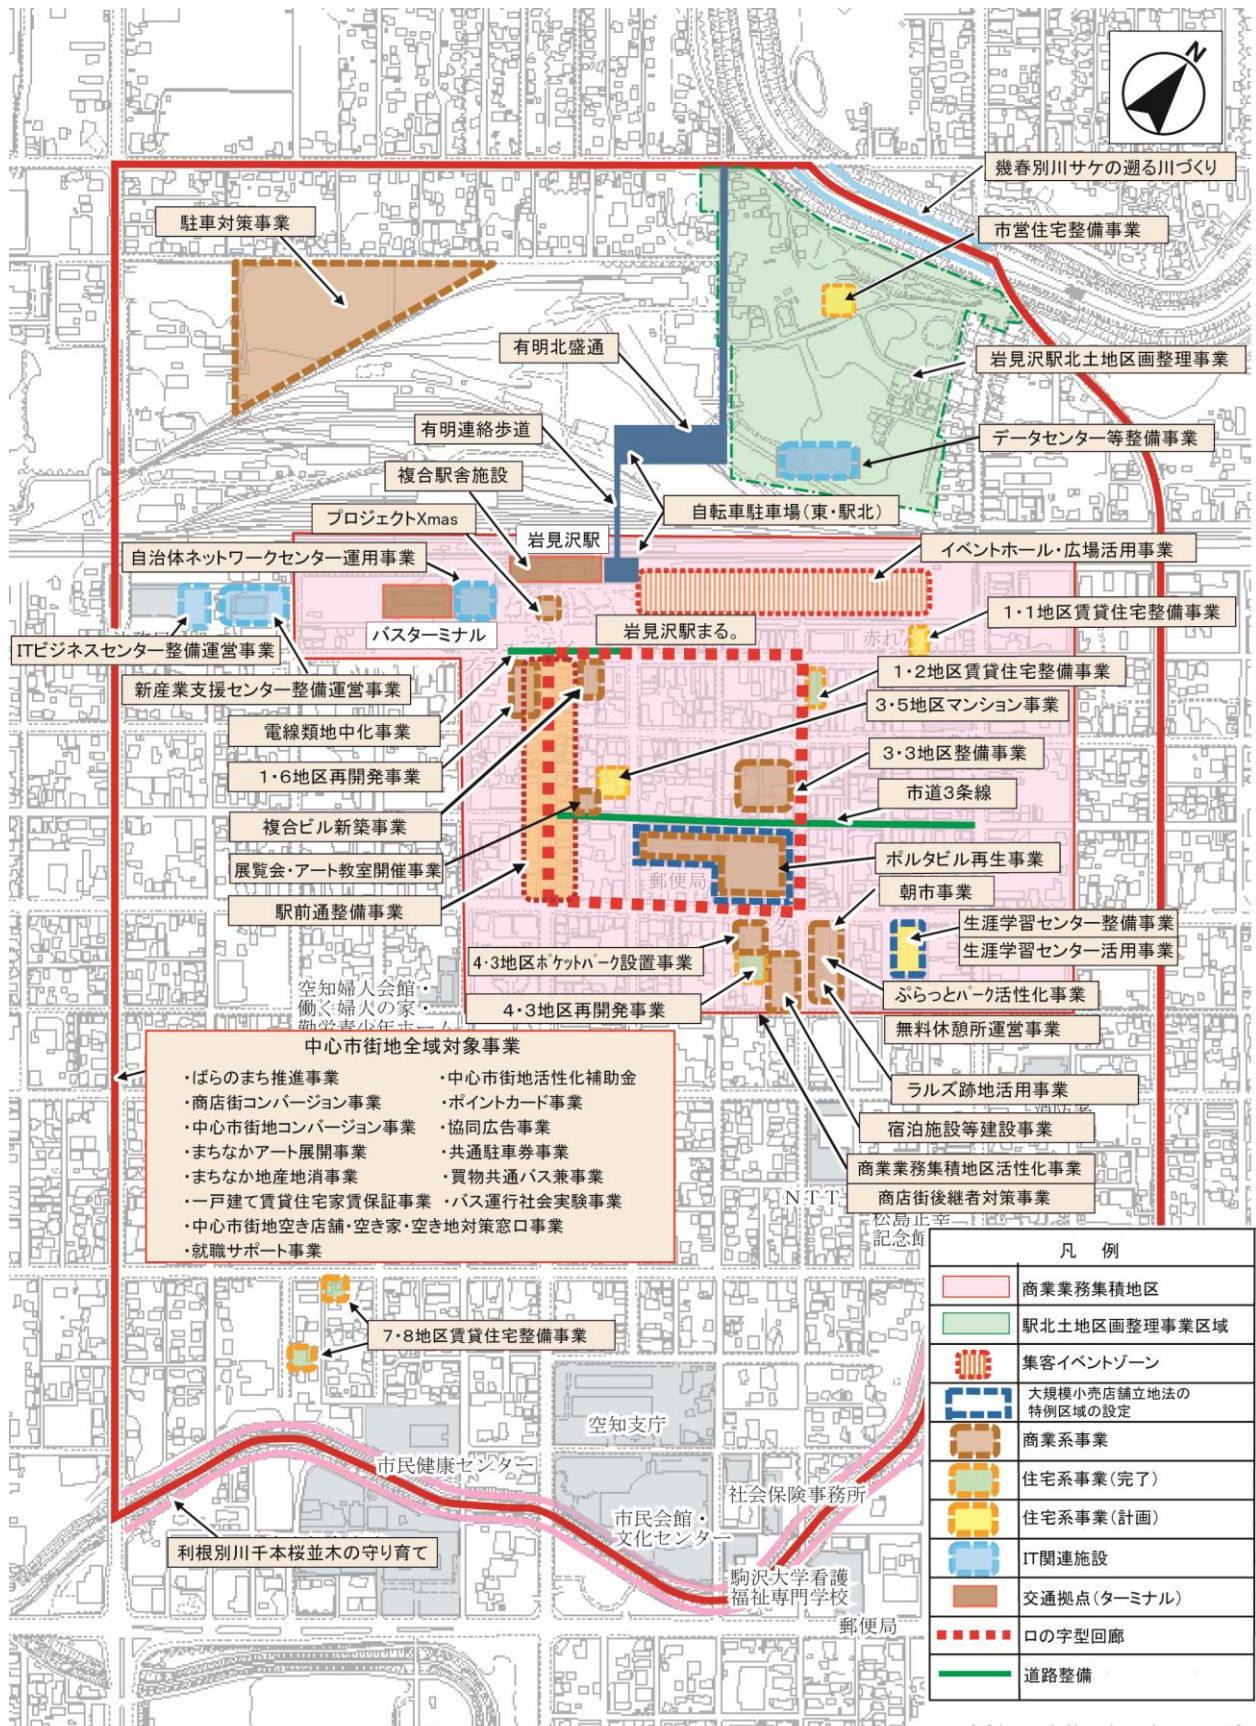 N
幾春別川サケの遡る川づくり
駐車対策事業
市営住宅整備事業
有明北盛通
岩見沢駅北土地区画整理事業
有明連絡歩道
データセンター等整備事業
複合駅舎施設
プロジェクトXmas
自転車駐車場(東・駅北)
岩見沢駅
自治体ネットワークセンター運用事業
イベントホール・広場活用事業
1・1地区賃貸住宅整備事業
バスターミナル
岩見沢駅まる。
赤れ
ITビジネスセンター整備運営事業
1・2地区賃貸住宅整備事業
新産業支援センター整備運営事業
3・5地区マンション事業
電線類地中化事業
3・3地区整備事業
1・6地区再開発事業
市道3条線
複合ビル新築事業
ポルタビル再生事業
展覧会・アート教室開催事業
郵便局
朝市事業
駅前通整備事業
生涯学習センター整備事業
生涯学習センター活用事業
4・3地区ポケットパーク設置事業
ぷらっとパーク活性化事業
空知婦人会館・
働く婦人の家・
勤労青少年ホーム
4・3地区再開発事業
無料休憩所運営事業
中心市街地全域対象事業
・ばらのまち推進事業 ・中心市街地活性化補助金
・商店街コンバージョン事業 ・ポイントカード事業
・中心市街地コンバージョン事業 ・協同広告事業
・まちなかアート展開事業 ・共通駐車券事業
・まちなか地産地消事業 ・買物共通バス兼事業
・一戸建て賃貸住宅家賃保証事業 ・バス運行社会実験事業
・中心市街地空き店舗・空き家・空き地対策窓口事業
・就職サポート事業
ラルズ跡地活用事業
消防署
宿泊施設等建設事業
商業業務集積地区活性化事業
商店街後継者対策事業
NTT
松島正幸
記念館
凡 例
商業業務集積地区
駅北土地区画整理事業区域
集客イベントゾーン
大規模小売店舗立地法の
特例区域の設定
商業系事業
住宅系事業(完了)
住宅系事業(計画)
IT関連施設
交通拠点(ターミナル)
ロの字型回廊
道路整備
7・8地区賃貸住宅整備事業
空知支庁
市民健康センター
社会保険事務所
市民会館・
文化センター
利根別川千本桜並木の守り育て
駒沢大学看護
福祉専門学校
郵便局